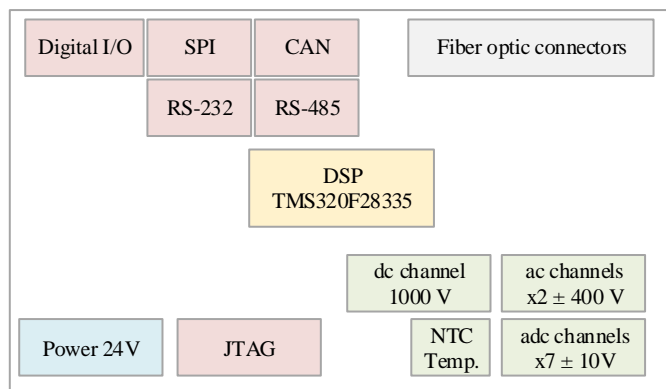 Digital I/O
SPI
CAN
Fiber optic connectors
RS-232
RS-485
DSP
TMS320F28335
dc channel
1000 V
ac channels
x2 ± 400 V
Power 24V
JTAG
NTC
Temp.
adc channels
x7 ± 10V